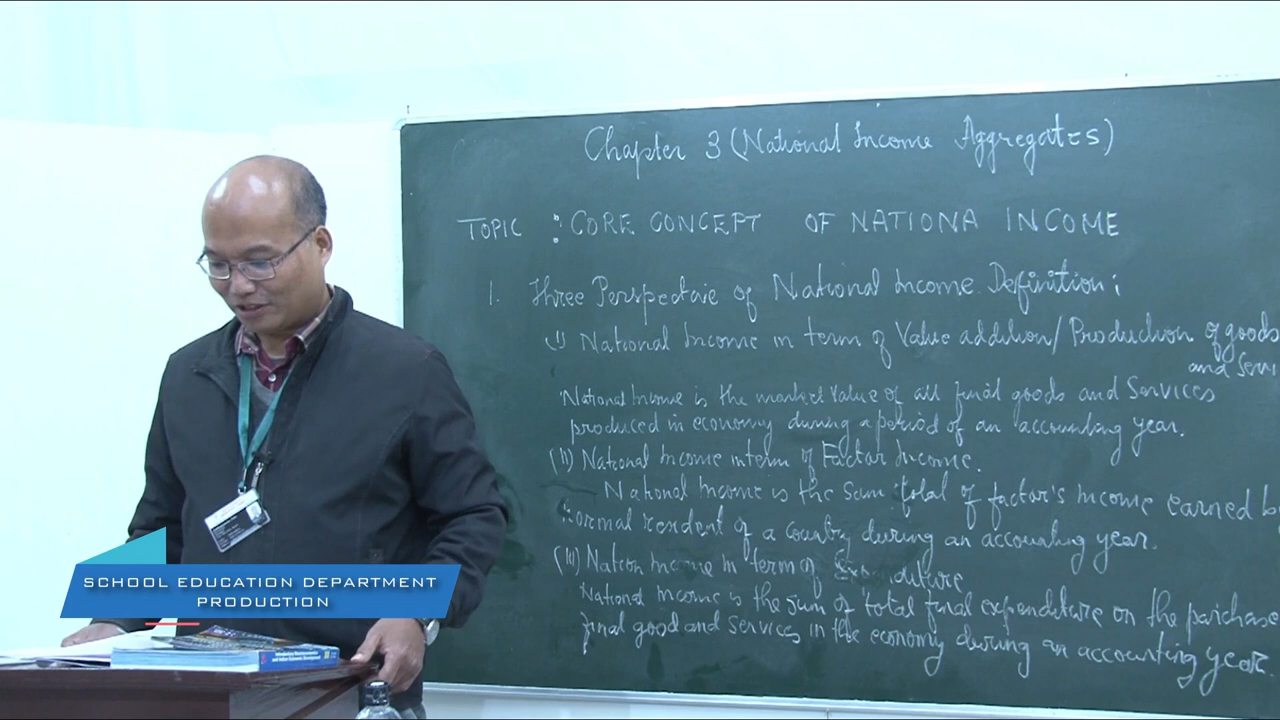 Chapter 3 (National Income Aggregates)
TOPIC : CORE CONCEPT OF NATIONA INCOME
1. Three Perspectaie of National Income Definition:
(i) National Income in term of Value addition/Production of goods
and Servi
National Income is the market value of all final goods and Services
produced in economy during a period of an accounting year.
(ii) National Income interm of Factor Income.
National Income is the sum total of factor's income earned b
normal resident of a country during an accounting year.
(iii) Nation Income in term of Expenditure
National Income is the sum of total final expenditure on the purchase
final good and services in the economy during an accounting year.
SCHOOL EDUCATION DEPARTMENT
PRODUCTION